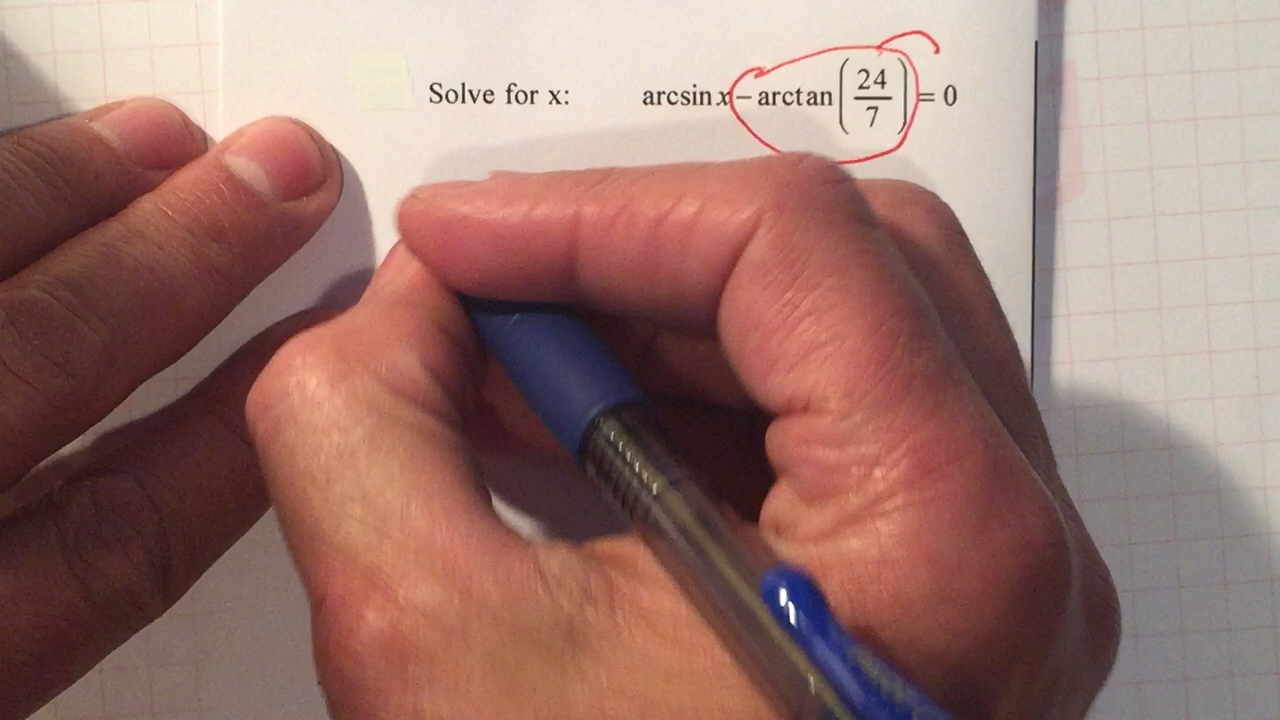 Solve for x: arcsin x − arctan (24/7) = 0